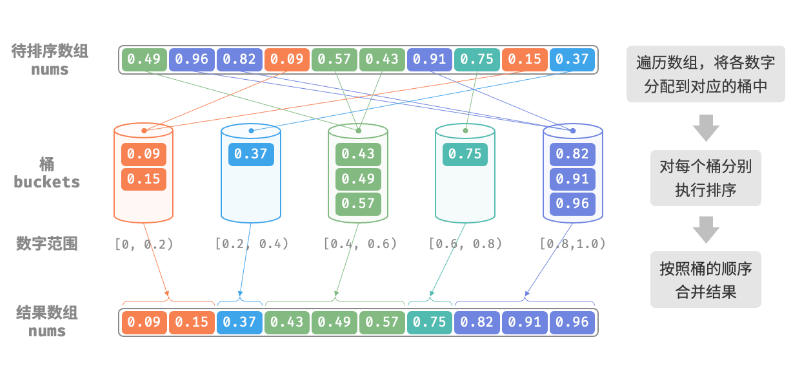 待排序数组
nums
0.49 0.96 0.82 0.09 0.57 0.43 0.91 0.75 0.15 0.37
遍历数组，将各数字
分配到对应的桶中
桶
buckets
0.09
0.15
0.37
0.43
0.49
0.57
0.75
0.82
0.91
0.96
对每个桶分别
执行排序
数字范围
[0, 0.2) [0.2, 0.4) [0.4, 0.6) [0.6, 0.8) [0.8,1.0)
按照桶的顺序
合并结果
结果数组
nums
0.09 0.15 0.37 0.43 0.49 0.57 0.75 0.82 0.91 0.96